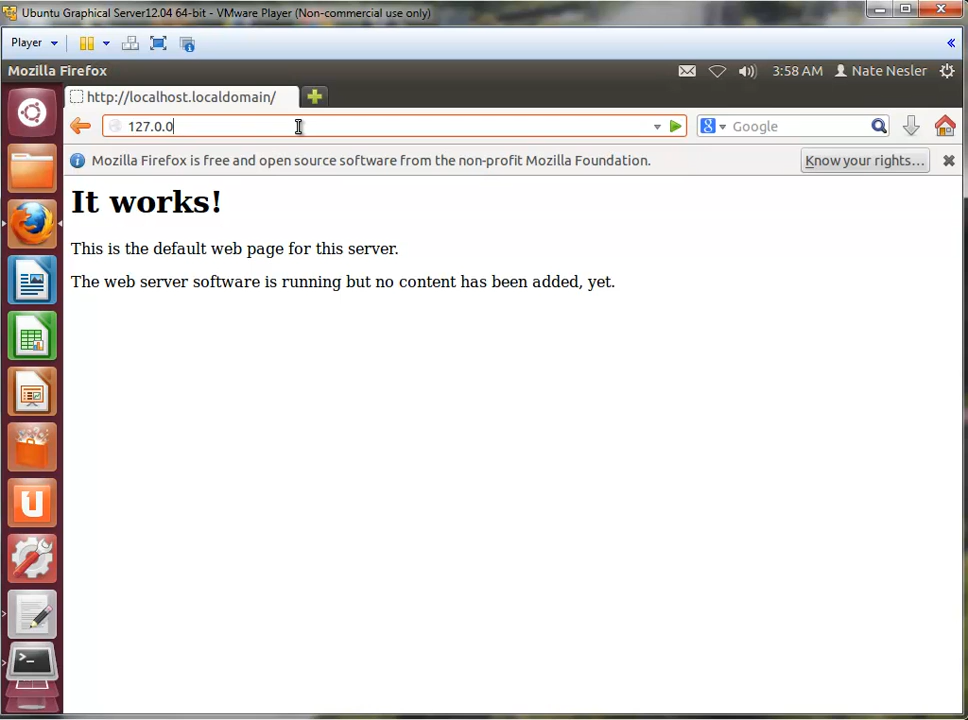 Ubuntu Graphical Server12.04 64-bit - VMware Player (Non-commercial use only)
Player
Mozilla Firefox
3:58 AM
Nate Nesler
http://localhost.localdomain/
127.0.0
Google
Mozilla Firefox is free and open source software from the non-profit Mozilla Foundation.
Know your rights...
It works!
This is the default web page for this server.
The web server software is running but no content has been added, yet.